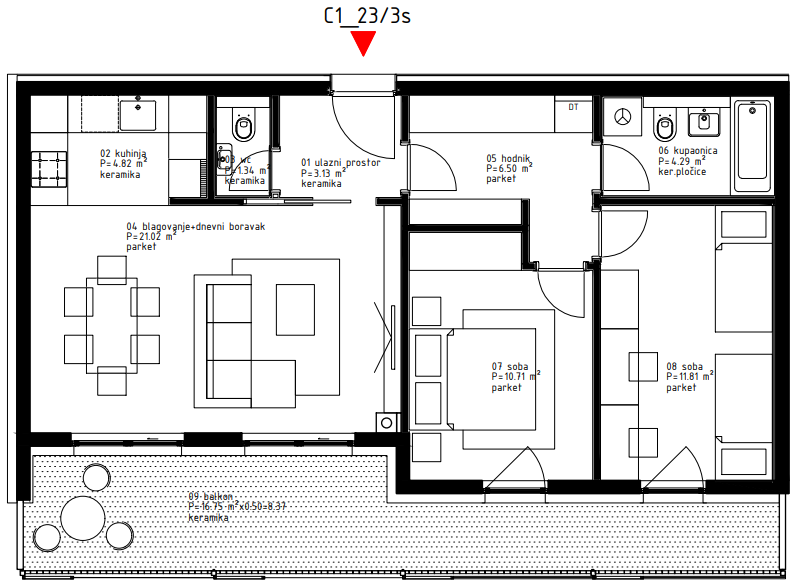 C1_23/3s
DT
02 kuhinja
P=4.82 m²
keramika
03 wc
P=1.34 m²
keramika
01 ulazni prostor
P=3.13 m²
keramika
05 hodnik
P=6.50 m²
parket
06 kupaonica
P=4.29 m²
ker.pločice
04 blagovanje+dnevni boravak
P=21.02 m²
parket
07 soba
P=10.71 m²
parket
08 soba
P=11.81 m²
parket
09 balkon
P=16.75 m²x0.50=8.37
keramika